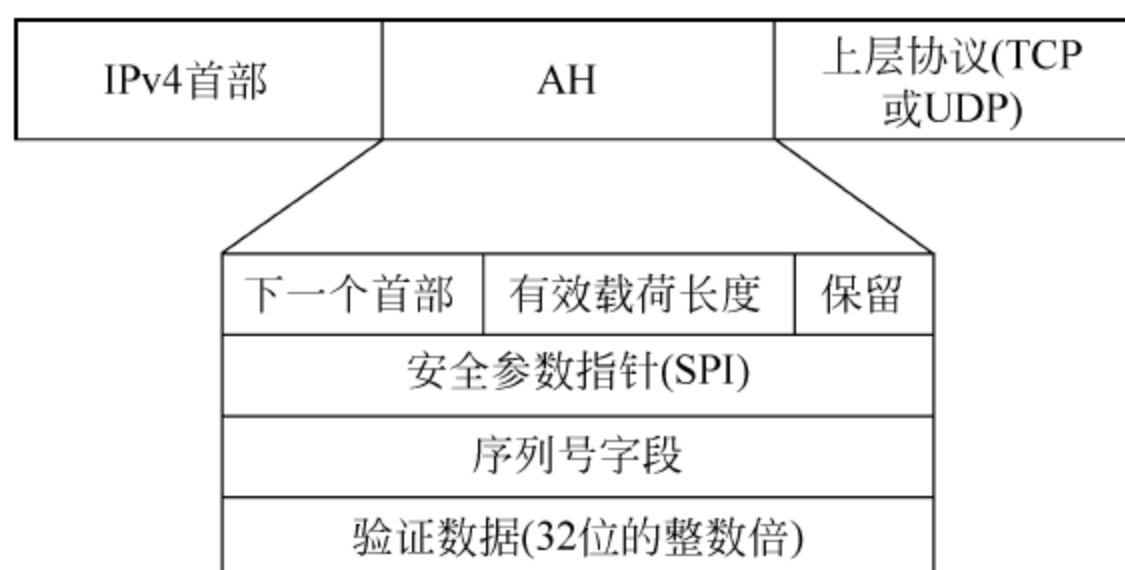 IPv4首部
AH
上层协议(TCP
或UDP)
下一个首部
有效载荷长度
保留
安全参数指针(SPI)
序列号字段
验证数据(32位的整数倍)